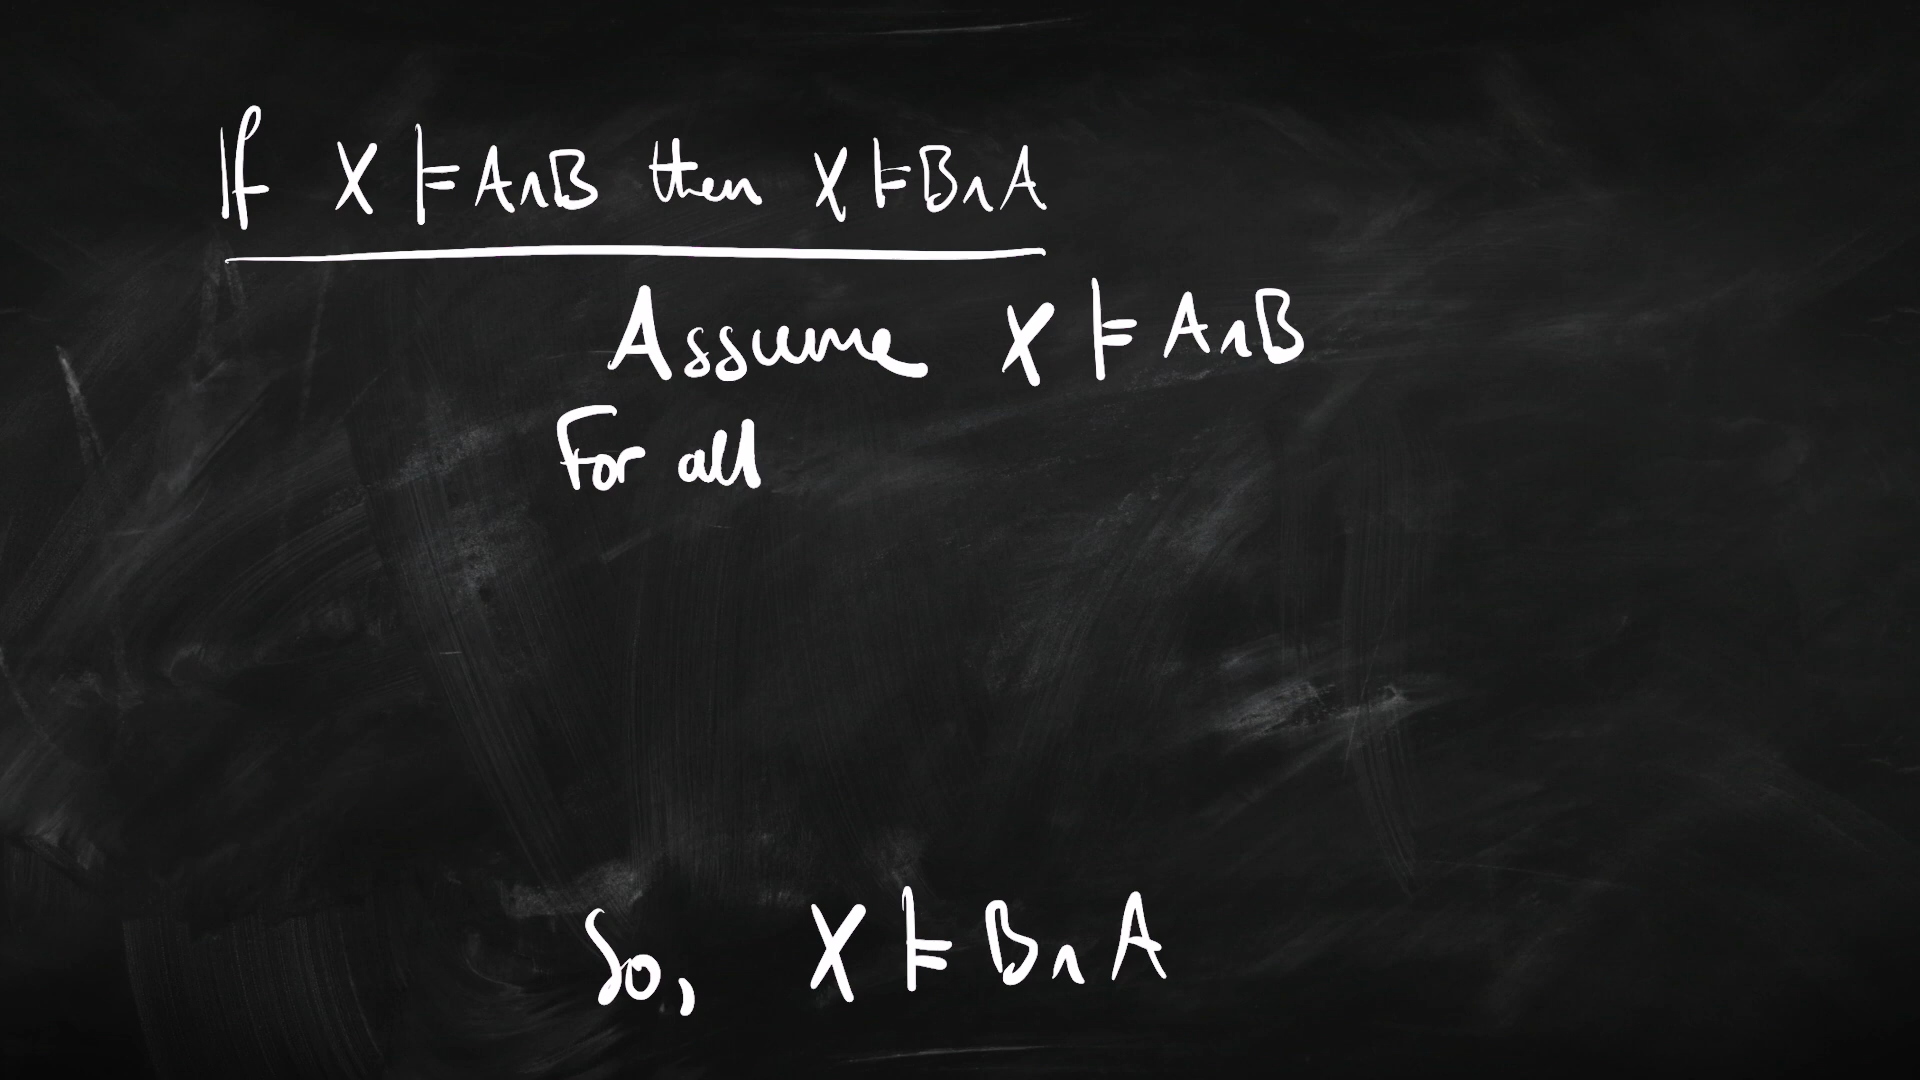 If X ⊨ A∧B then X ⊨ B∧A
Assume X ⊨ A∧B
For all
So, X ⊨ B∧A